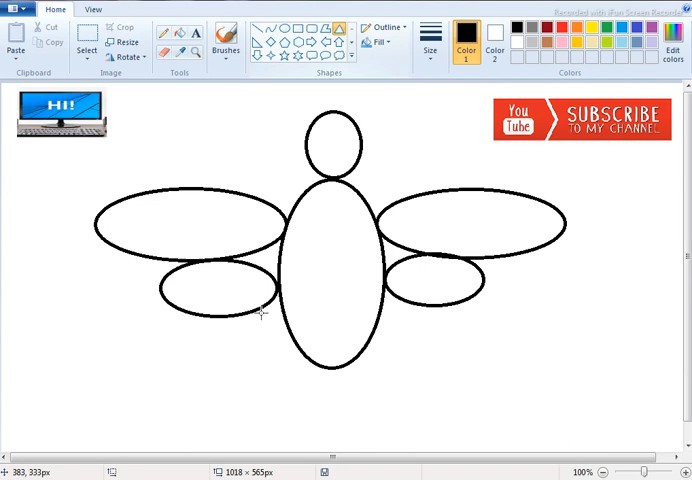 Recorded with iFun Screen Recorder
Home View
Paste
Cut
Copy
Clipboard
Select
Crop
Resize
Rotate
Image
A
Tools
Brushes
Outline
Fill
Shapes
Size
Color
1
Color
2
Edit
colors
Colors
HI!
You
Tube
SUBSCRIBE
TO MY CHANNEL
383, 333px
1018 × 565px
100%